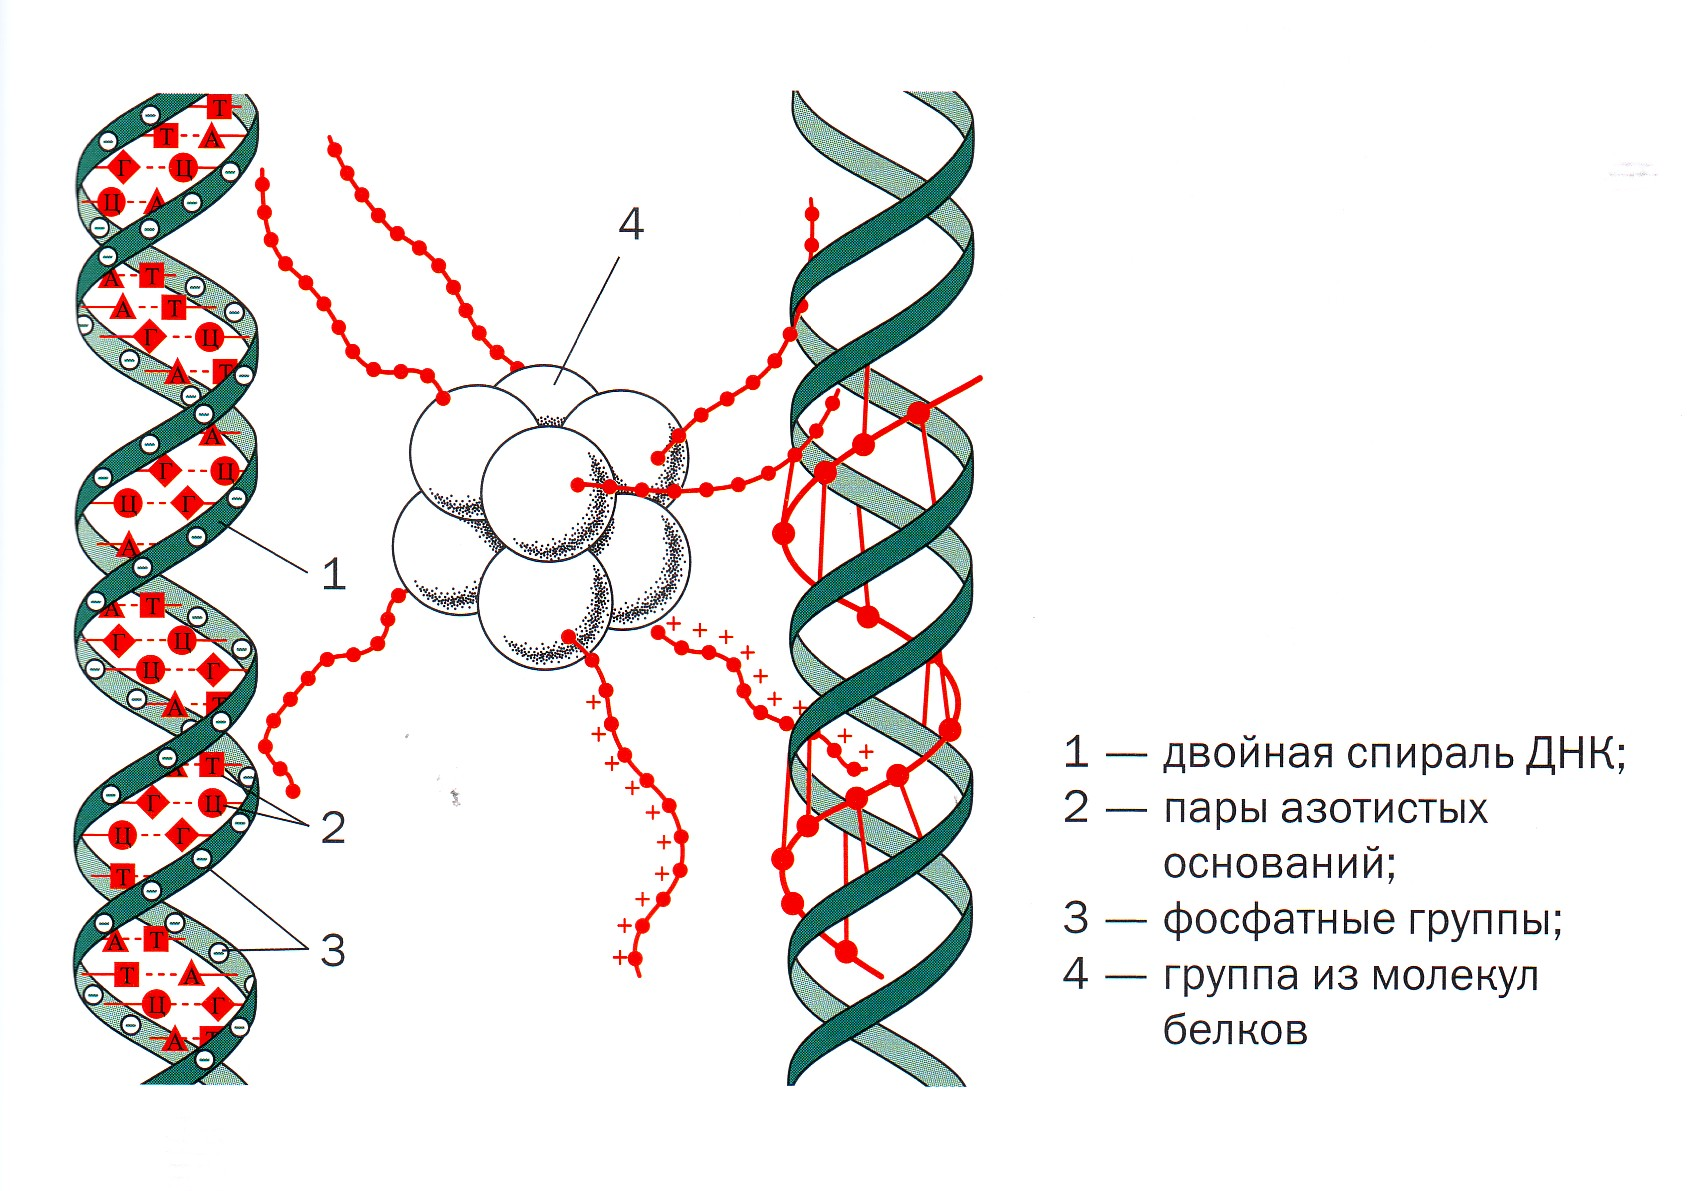 Т
Т А
Г Ц
Ц А
А Т
А Т
Г Ц
А Т
А
Г Ц
Ц Г
А
А Т
Г Ц
Ц Г
А Т
А Т
Г Ц
Ц Г
Т
А Т
Т А
Ц Г
А Т
4
1
2
3
1 — двойная спираль ДНК;
2 — пары азотистых
оснований;
3 — фосфатные группы;
4 — группа из молекул
белков